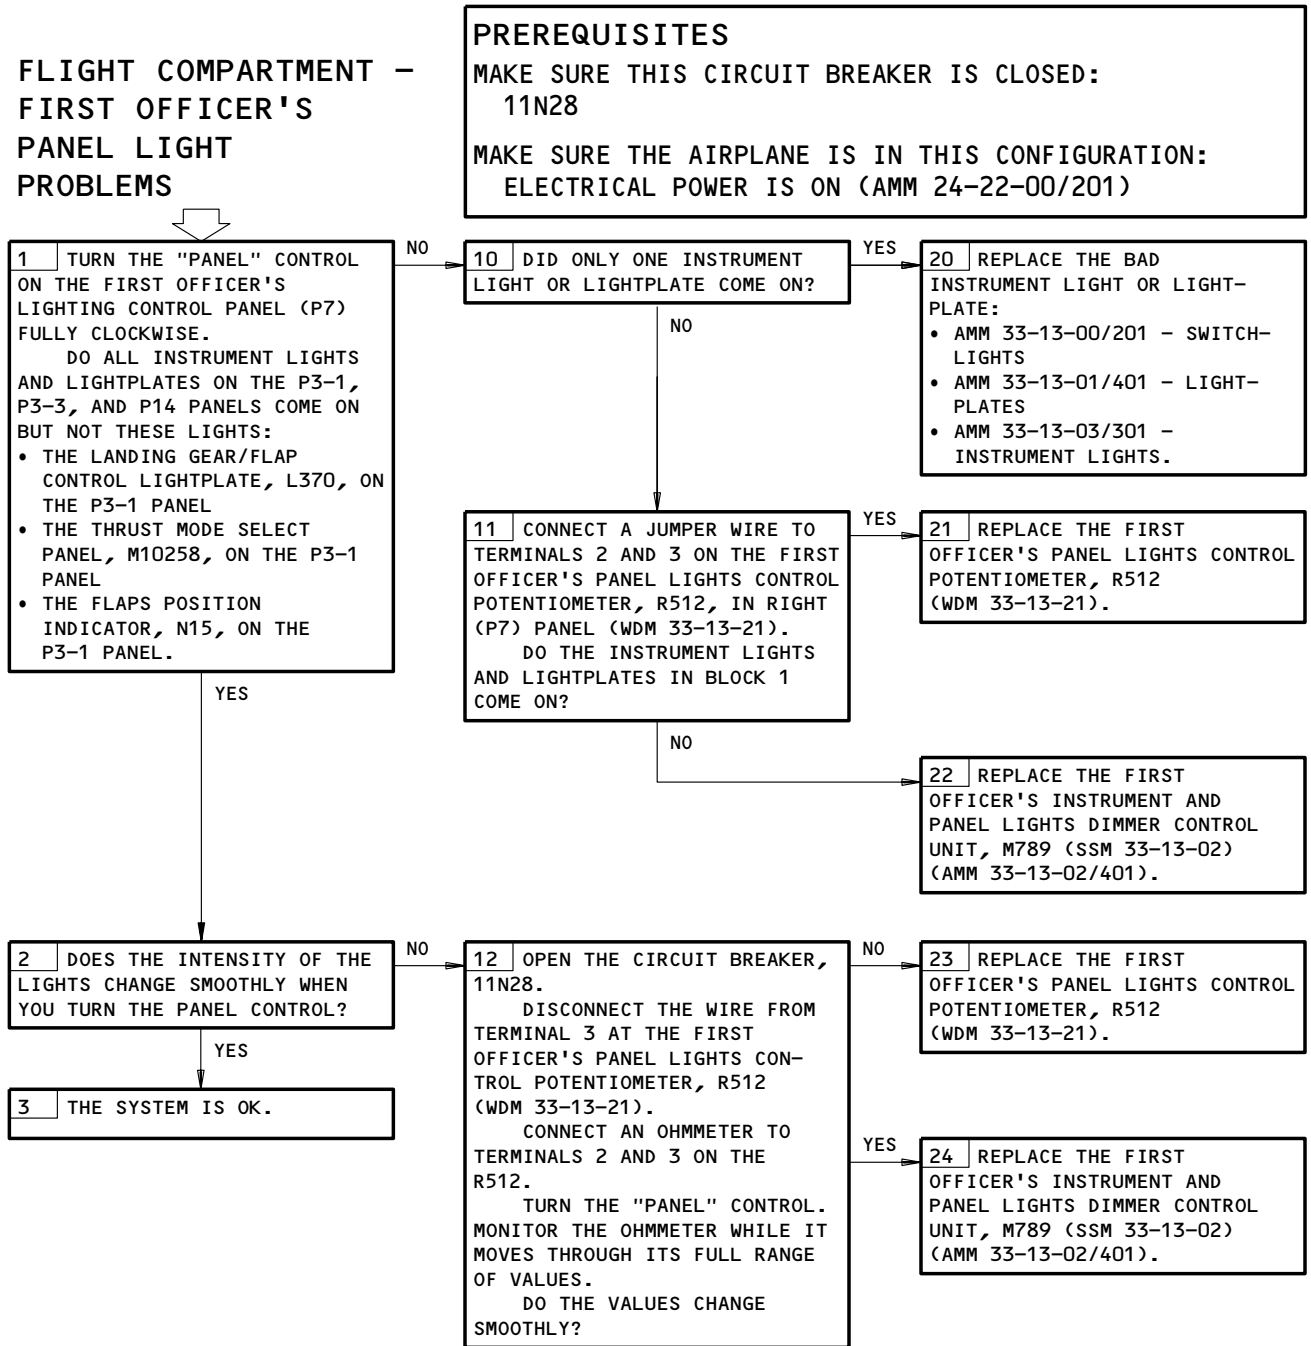 FLIGHT COMPARTMENT –
FIRST OFFICER'S
PANEL LIGHT
PROBLEMS
PREREQUISITES
MAKE SURE THIS CIRCUIT BREAKER IS CLOSED:
11N28
MAKE SURE THE AIRPLANE IS IN THIS CONFIGURATION:
ELECTRICAL POWER IS ON (AMM 24-22-00/201)
1 TURN THE "PANEL" CONTROL
ON THE FIRST OFFICER'S
LIGHTING CONTROL PANEL (P7)
FULLY CLOCKWISE.
DO ALL INSTRUMENT LIGHTS
AND LIGHTPLATES ON THE P3-1,
P3-3, AND P14 PANELS COME ON
BUT NOT THESE LIGHTS:
• THE LANDING GEAR/FLAP
CONTROL LIGHTPLATE, L370, ON
THE P3-1 PANEL
• THE THRUST MODE SELECT
PANEL, M10258, ON THE P3-1
PANEL
• THE FLAPS POSITION
INDICATOR, N15, ON THE
P3-1 PANEL.
NO
YES
10 DID ONLY ONE INSTRUMENT
LIGHT OR LIGHTPLATE COME ON?
YES
NO
20 REPLACE THE BAD
INSTRUMENT LIGHT OR LIGHT-
PLATE:
• AMM 33-13-00/201 – SWITCH-
LIGHTS
• AMM 33-13-01/401 – LIGHT-
PLATES
• AMM 33-13-03/301 –
INSTRUMENT LIGHTS.
11 CONNECT A JUMPER WIRE TO
TERMINALS 2 AND 3 ON THE FIRST
OFFICER'S PANEL LIGHTS CONTROL
POTENTIOMETER, R512, IN RIGHT
(P7) PANEL (WDM 33-13-21).
DO THE INSTRUMENT LIGHTS
AND LIGHTPLATES IN BLOCK 1
COME ON?
YES
NO
21 REPLACE THE FIRST
OFFICER'S PANEL LIGHTS CONTROL
POTENTIOMETER, R512
(WDM 33-13-21).
22 REPLACE THE FIRST
OFFICER'S INSTRUMENT AND
PANEL LIGHTS DIMMER CONTROL
UNIT, M789 (SSM 33-13-02)
(AMM 33-13-02/401).
2 DOES THE INTENSITY OF THE
LIGHTS CHANGE SMOOTHLY WHEN
YOU TURN THE PANEL CONTROL?
NO
YES
3 THE SYSTEM IS OK.
12 OPEN THE CIRCUIT BREAKER,
11N28.
DISCONNECT THE WIRE FROM
TERMINAL 3 AT THE FIRST
OFFICER'S PANEL LIGHTS CON-
TROL POTENTIOMETER, R512
(WDM 33-13-21).
CONNECT AN OHMMETER TO
TERMINALS 2 AND 3 ON THE
R512.
TURN THE "PANEL" CONTROL.
MONITOR THE OHMMETER WHILE IT
MOVES THROUGH ITS FULL RANGE
OF VALUES.
DO THE VALUES CHANGE
SMOOTHLY?
NO
YES
23 REPLACE THE FIRST
OFFICER'S PANEL LIGHTS CONTROL
POTENTIOMETER, R512
(WDM 33-13-21).
24 REPLACE THE FIRST
OFFICER'S INSTRUMENT AND
PANEL LIGHTS DIMMER CONTROL
UNIT, M789 (SSM 33-13-02)
(AMM 33-13-02/401).